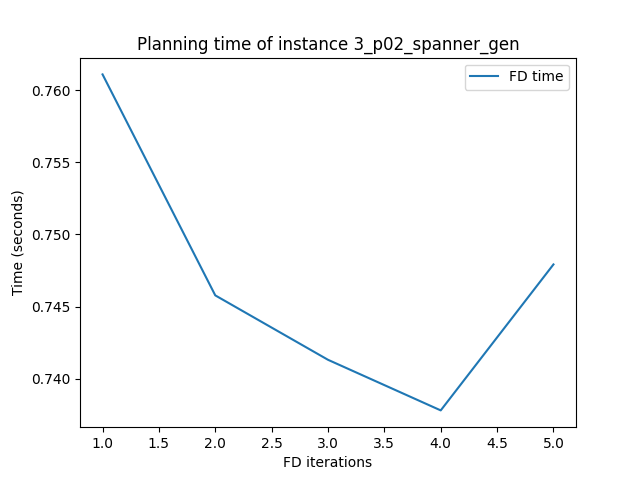 Planning time of instance 3_p02_spanner_gen
FD time
0.760
0.755
0.750
0.745
0.740
Time (seconds)
1.0 1.5 2.0 2.5 3.0 3.5 4.0 4.5 5.0
FD iterations